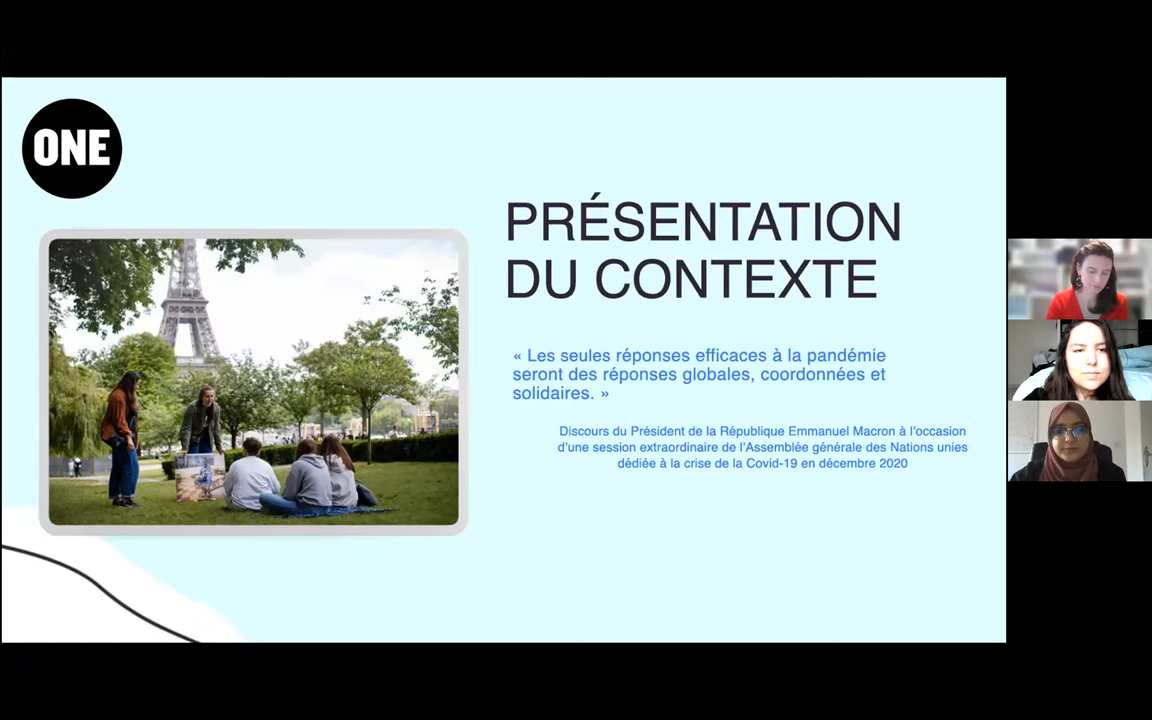 ONE
PRÉSENTATION
DU CONTEXTE
« Les seules réponses efficaces à la pandémie
seront des réponses globales, coordonnées et
solidaires. »
Discours du Président de la République Emmanuel Macron à l'occasion
d'une session extraordinaire de l'Assemblée générale des Nations unies
dédiée à la crise de la Covid-19 en décembre 2020